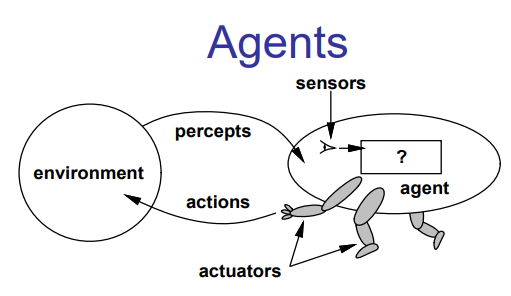 Agents
sensors
percepts
?
environment
agent
actions
actuators